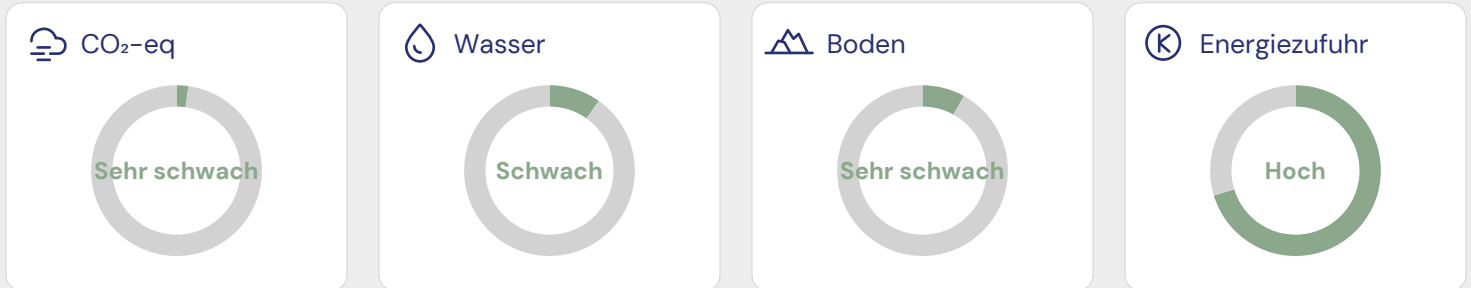 CO₂-eq
Sehr schwach
Wasser
Schwach
Boden
Sehr schwach
Energiezufuhr
Hoch